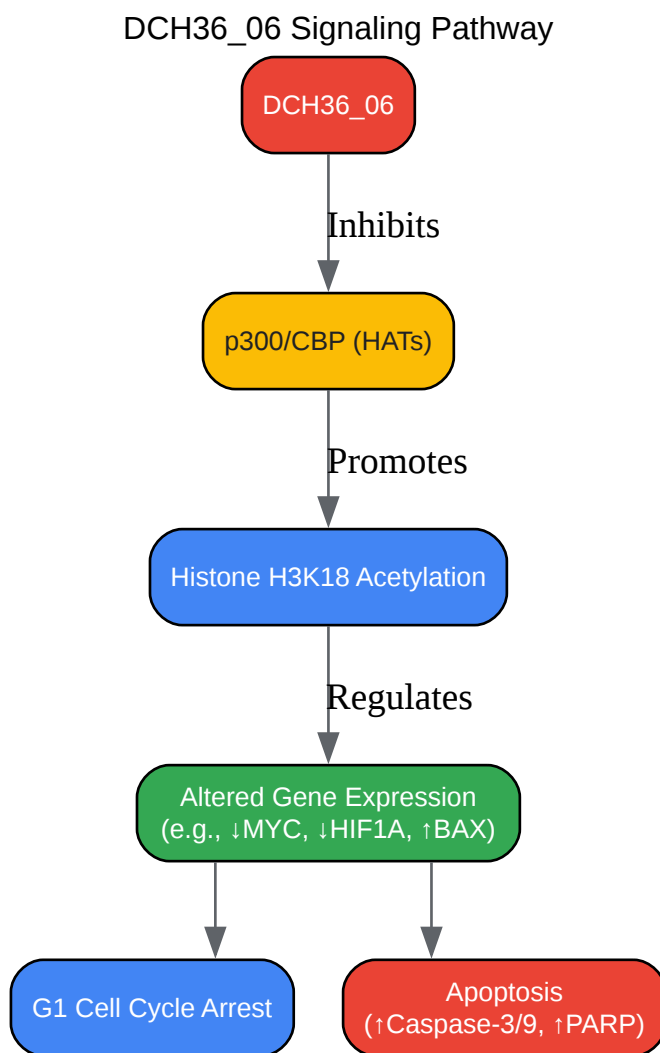 DCH36_06 Signaling Pathway
DCH36_06
Inhibits
p300/CBP (HATs)
Promotes
Histone H3K18 Acetylation
Regulates
Altered Gene Expression
(e.g., ↓MYC, ↓HIF1A, ↑BAX)
G1 Cell Cycle Arrest
Apoptosis
(↑Caspase-3/9, ↑PARP)